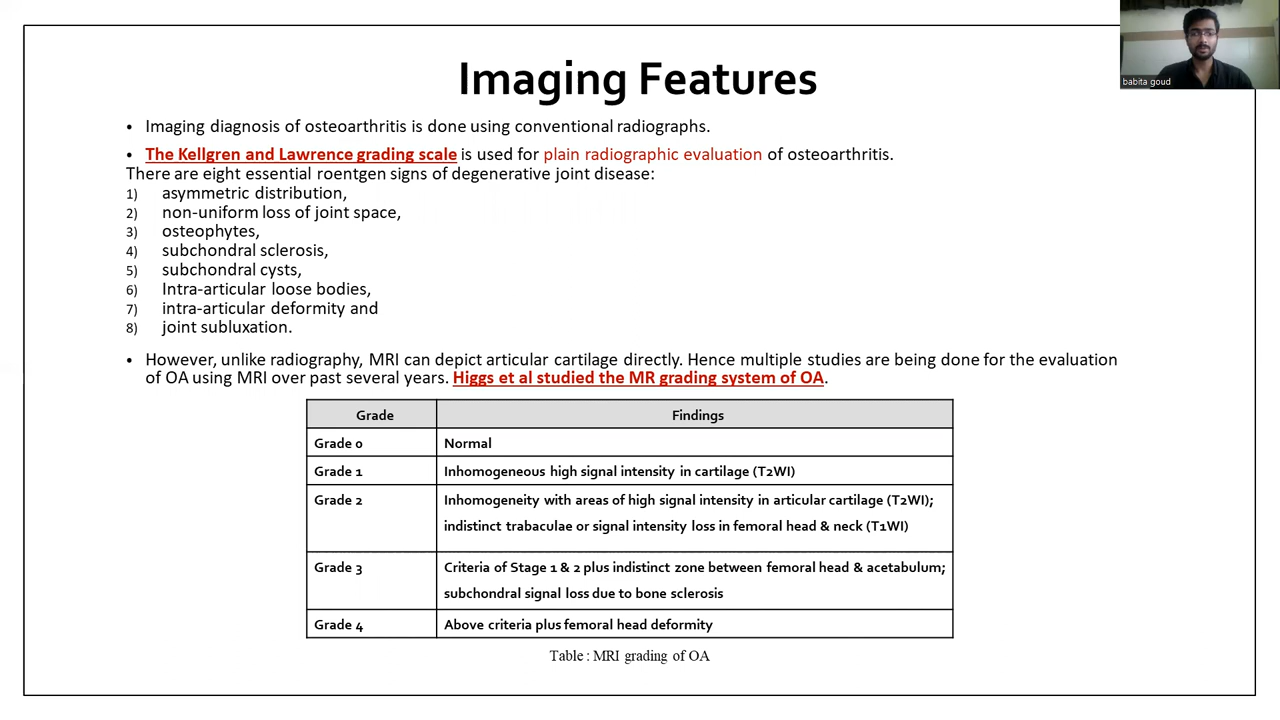 Imaging Features
babita goud
• Imaging diagnosis of osteoarthritis is done using conventional radiographs.
• The Kellgren and Lawrence grading scale is used for plain radiographic evaluation of osteoarthritis.
There are eight essential roentgen signs of degenerative joint disease:
1) asymmetric distribution,
2) non-uniform loss of joint space,
3) osteophytes,
4) subchondral sclerosis,
5) subchondral cysts,
6) Intra-articular loose bodies,
7) intra-articular deformity and
8) joint subluxation.
• However, unlike radiography, MRI can depict articular cartilage directly. Hence multiple studies are being done for the evaluation
of OA using MRI over past several years. Higgs et al studied the MR grading system of OA.
Grade Findings
Grade 0 Normal
Grade 1 Inhomogeneous high signal intensity in cartilage (T2WI)
Grade 2 Inhomogeneity with areas of high signal intensity in articular cartilage (T2WI);
indistinct trabaculae or signal intensity loss in femoral head & neck (T1WI)
Grade 3 Criteria of Stage 1 & 2 plus indistinct zone between femoral head & acetabulum;
subchondral signal loss due to bone sclerosis
Grade 4 Above criteria plus femoral head deformity
Table : MRI grading of OA